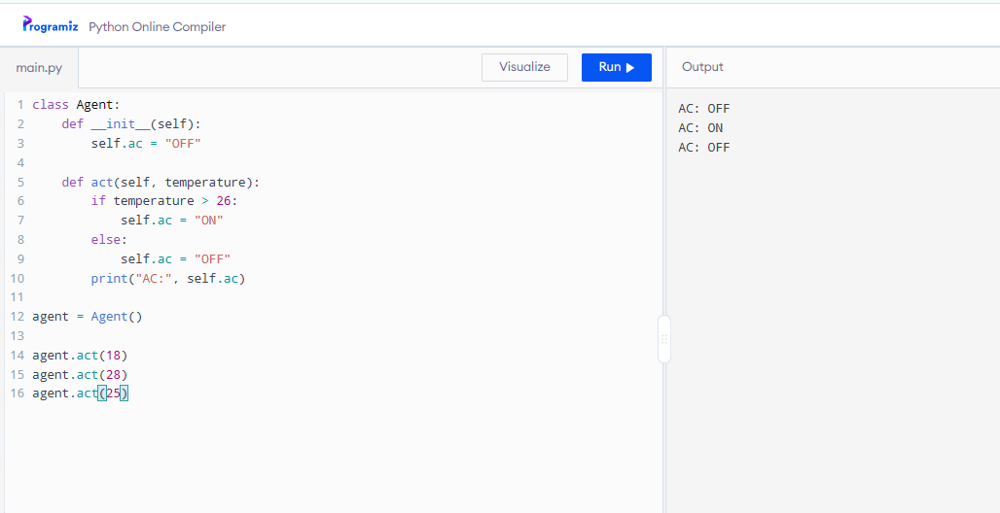 Programiz Python Online Compiler
main.py
Visualize
Run
Output
1 class Agent:
2     def __init__(self):
3         self.ac = "OFF"
4
5     def act(self, temperature):
6         if temperature > 26:
7             self.ac = "ON"
8         else:
9             self.ac = "OFF"
10         print("AC:", self.ac)
11
12 agent = Agent()
13
14 agent.act(18)
15 agent.act(28)
16 agent.act(25)
AC: OFF
AC: ON
AC: OFF